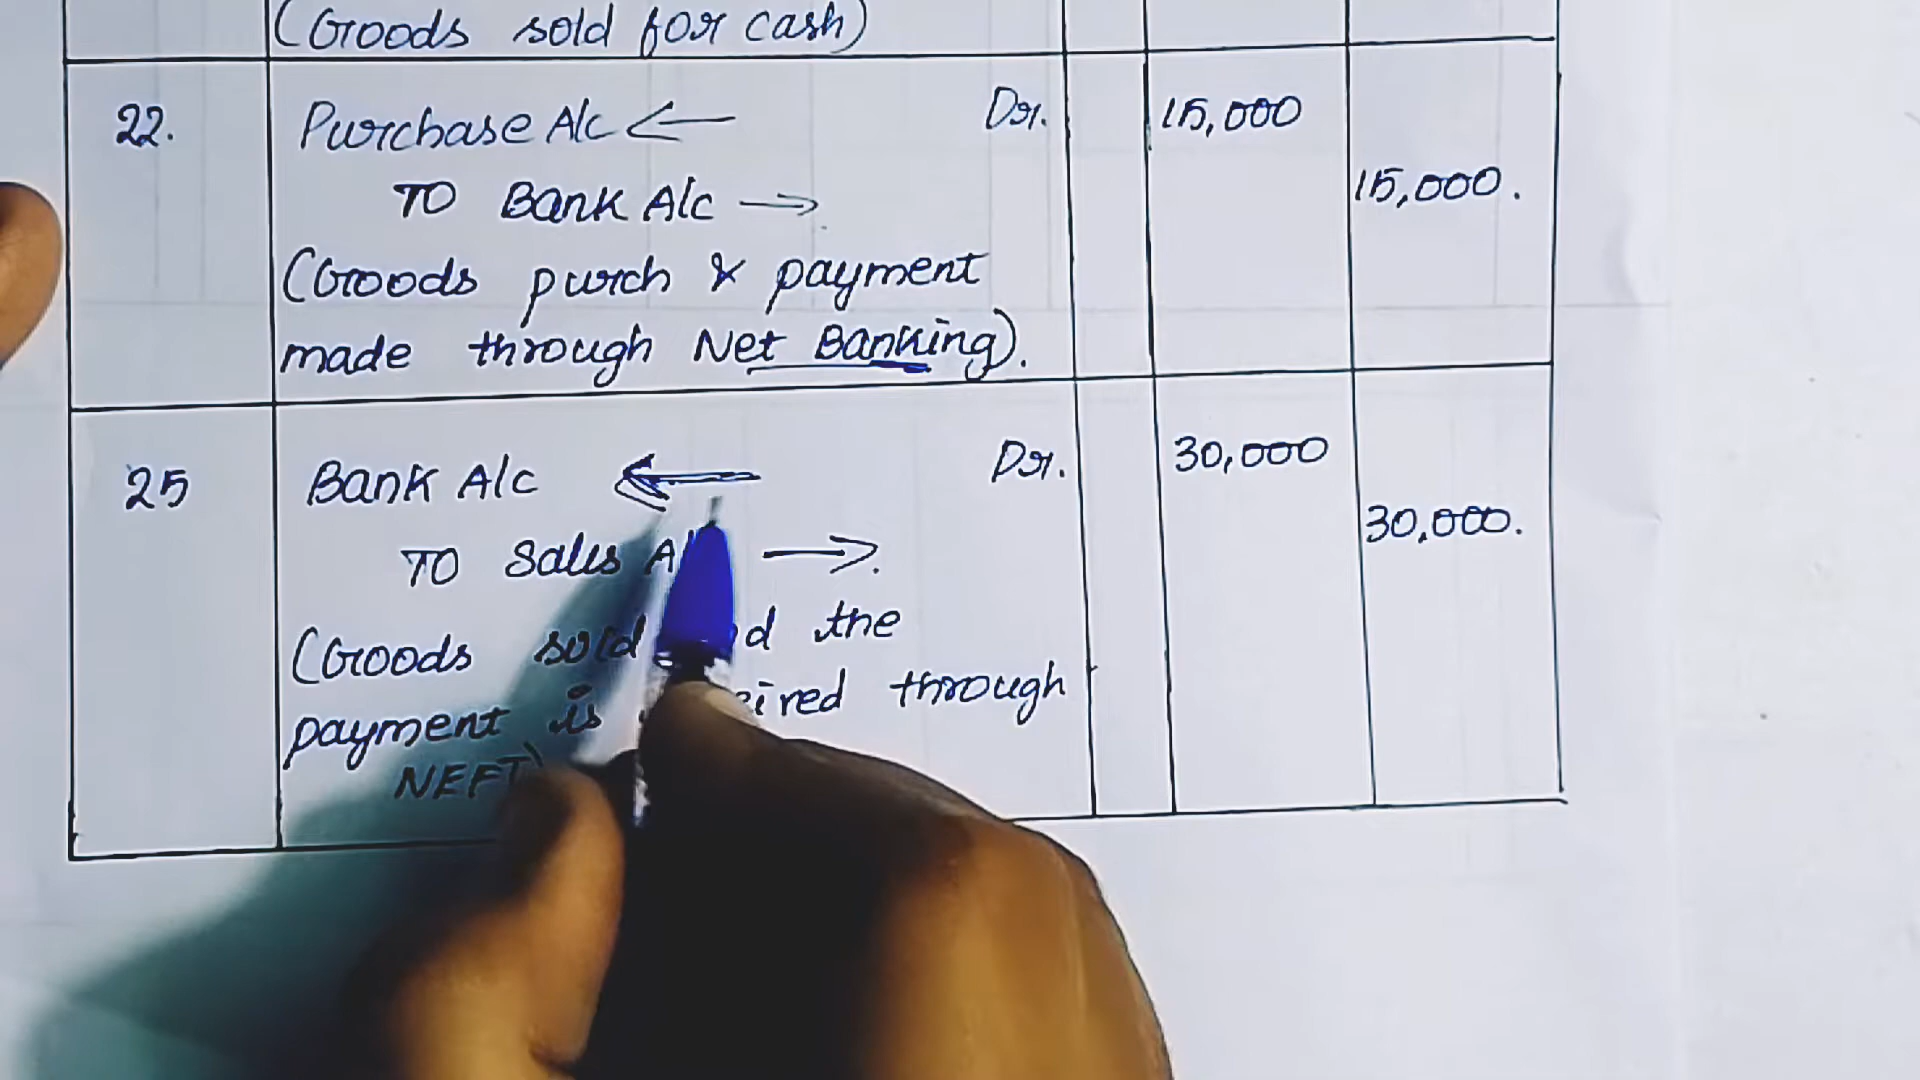 (Goods sold for cash)
22. Purchase A/c ← Dr. 15,000
TO Bank A/c → 15,000.
(Goods purch & payment
made through Net Banking).
25 Bank A/c ← Dr. 30,000
TO Sales → 30,000.
(Goods sold the
payment is through
NEFT)